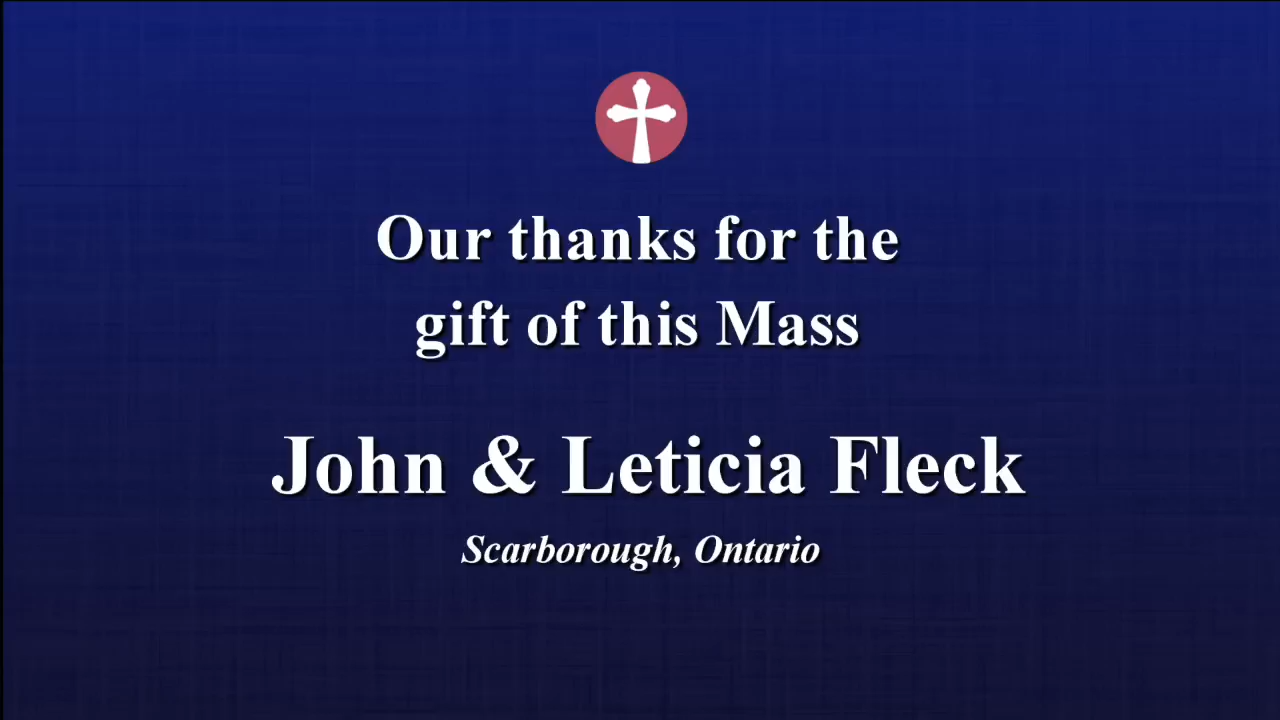 Our thanks for the
gift of this Mass
John & Leticia Fleck
Scarborough, Ontario